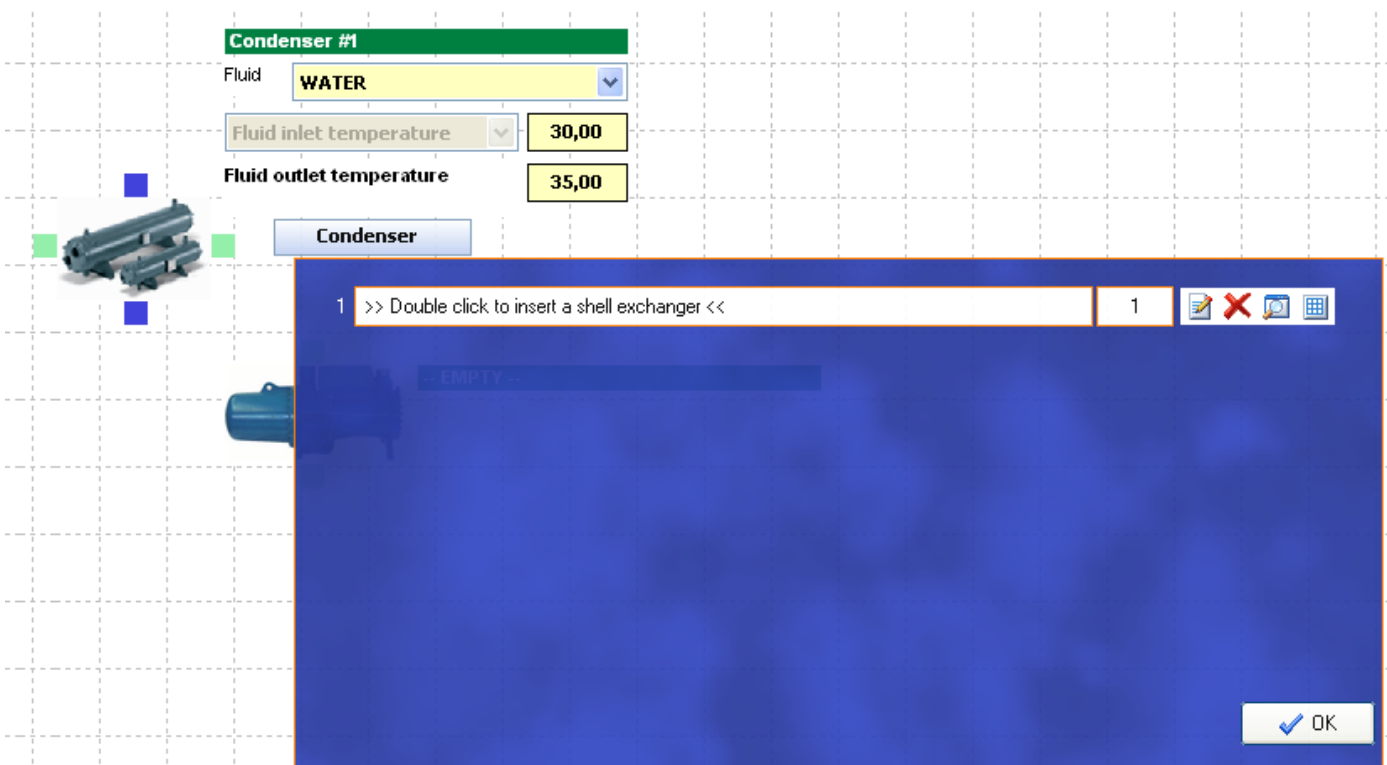 Condenser #1
Fluid WATER
Fluid inlet temperature 30,00
Fluid outlet temperature 35,00
Condenser
1 >> Double click to insert a shell exchanger << 1
-- EMPTY --
OK